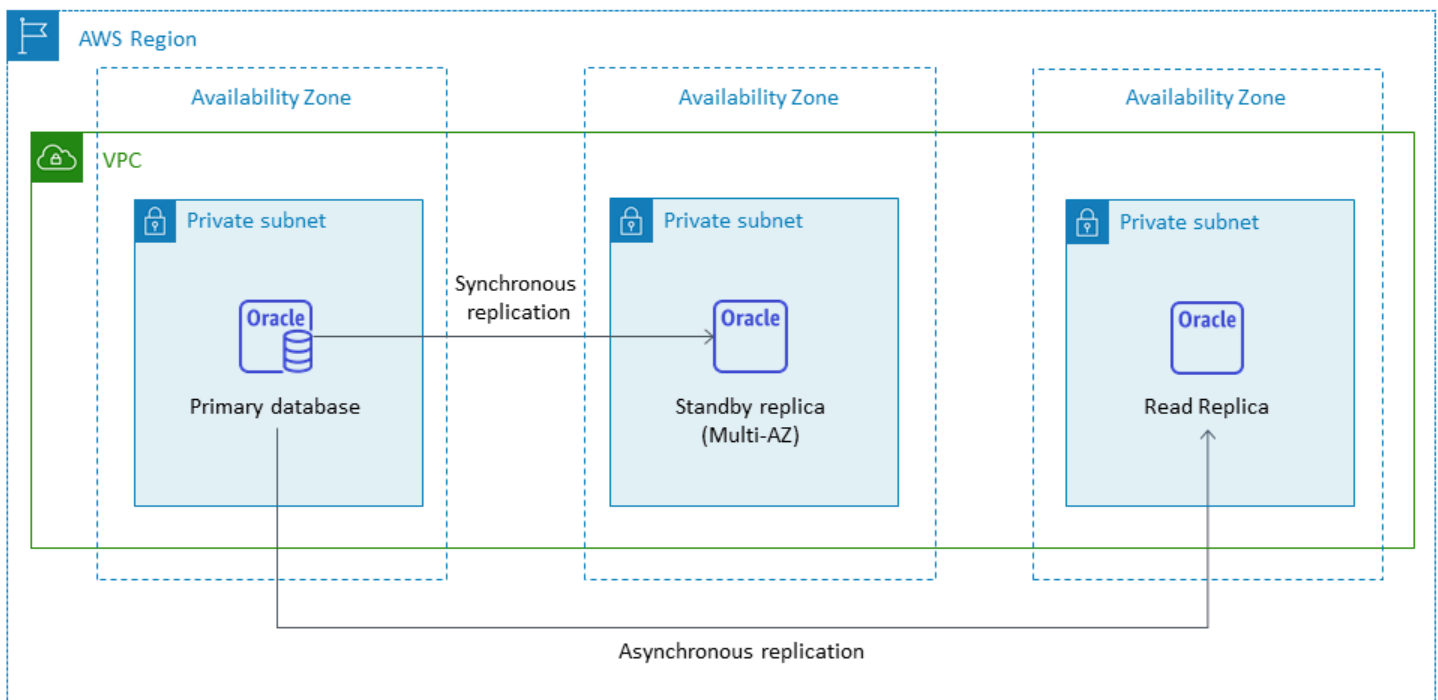 AWS Region
Availability Zone
Availability Zone
Availability Zone
VPC
Private subnet
Private subnet
Private subnet
Synchronous
replication
Oracle
Oracle
Oracle
Primary database
Standby replica
(Multi-AZ)
Read Replica
Asynchronous replication